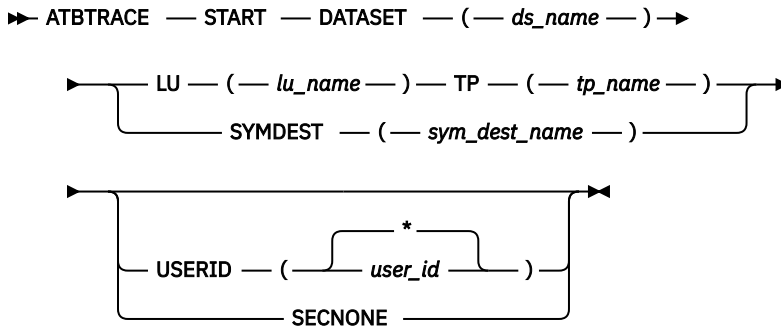 ATBTRACE START DATASET ( ds_name )
LU ( lu_name ) TP ( tp_name )
SYMDEST ( sym_dest_name )
*
USERID ( user_id )
SECNONE